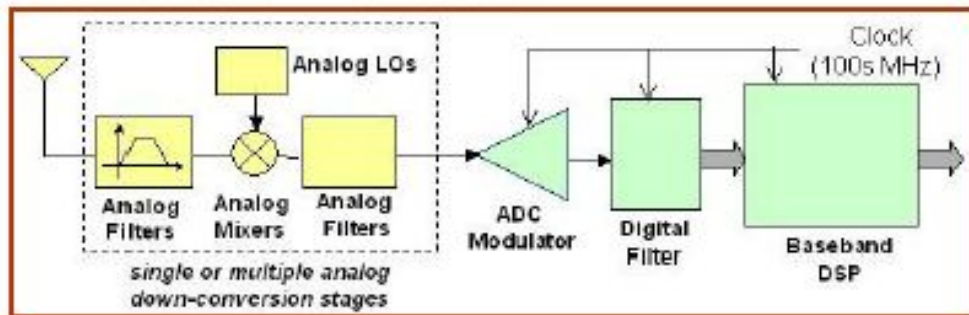 Analog LOs
Clock
(100s MHz)
Analog
Filters
Analog
Mixers
Analog
Filters
ADC
Modulator
Digital
Filter
Baseband
DSP
single or multiple analog
down-conversion stages